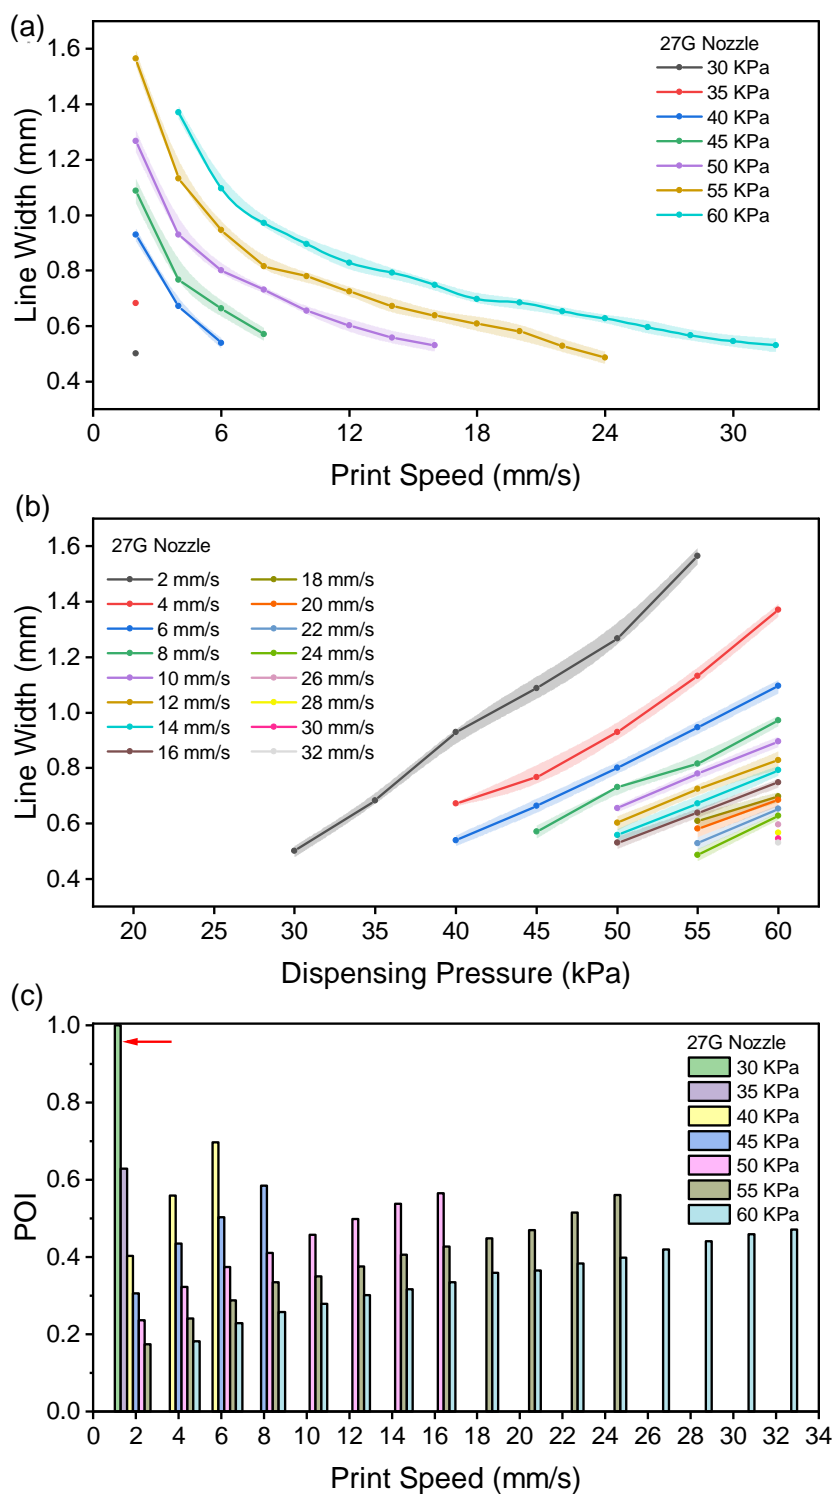 (a)
27G Nozzle
30 KPa
35 KPa
40 KPa
45 KPa
50 KPa
55 KPa
60 KPa
1.6
1.4
1.2
1.0
0.8
0.6
0.4
Line Width (mm)
0 6 12 18 24 30
Print Speed (mm/s)
(b)
27G Nozzle
2 mm/s 18 mm/s
4 mm/s 20 mm/s
6 mm/s 22 mm/s
8 mm/s 24 mm/s
10 mm/s 26 mm/s
12 mm/s 28 mm/s
14 mm/s 30 mm/s
16 mm/s 32 mm/s
1.6
1.4
1.2
1.0
0.8
0.6
0.4
Line Width (mm)
20 25 30 35 40 45 50 55 60
Dispensing Pressure (kPa)
(c)
27G Nozzle
30 KPa
35 KPa
40 KPa
45 KPa
50 KPa
55 KPa
60 KPa
1.0
0.8
0.6
0.4
0.2
0.0
POI
0 2 4 6 8 10 12 14 16 18 20 22 24 26 28 30 32 34
Print Speed (mm/s)